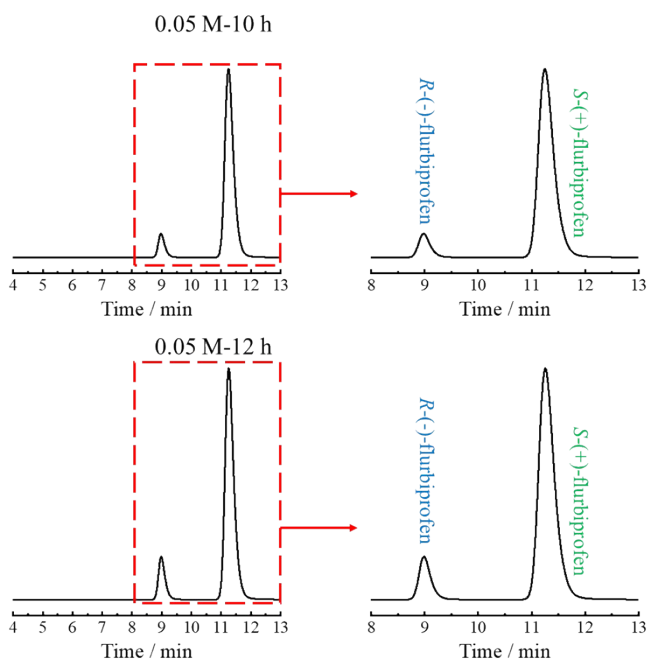 0.05 M-10 h
R-(-)-flurbiprofen
S-(+)-flurbiprofen
4 5 6 7 8 9 10 11 12 13
8 9 10 11 12 13
Time / min
Time / min
0.05 M-12 h
R-(-)-flurbiprofen
S-(+)-flurbiprofen
4 5 6 7 8 9 10 11 12 13
8 9 10 11 12 13
Time / min
Time / min